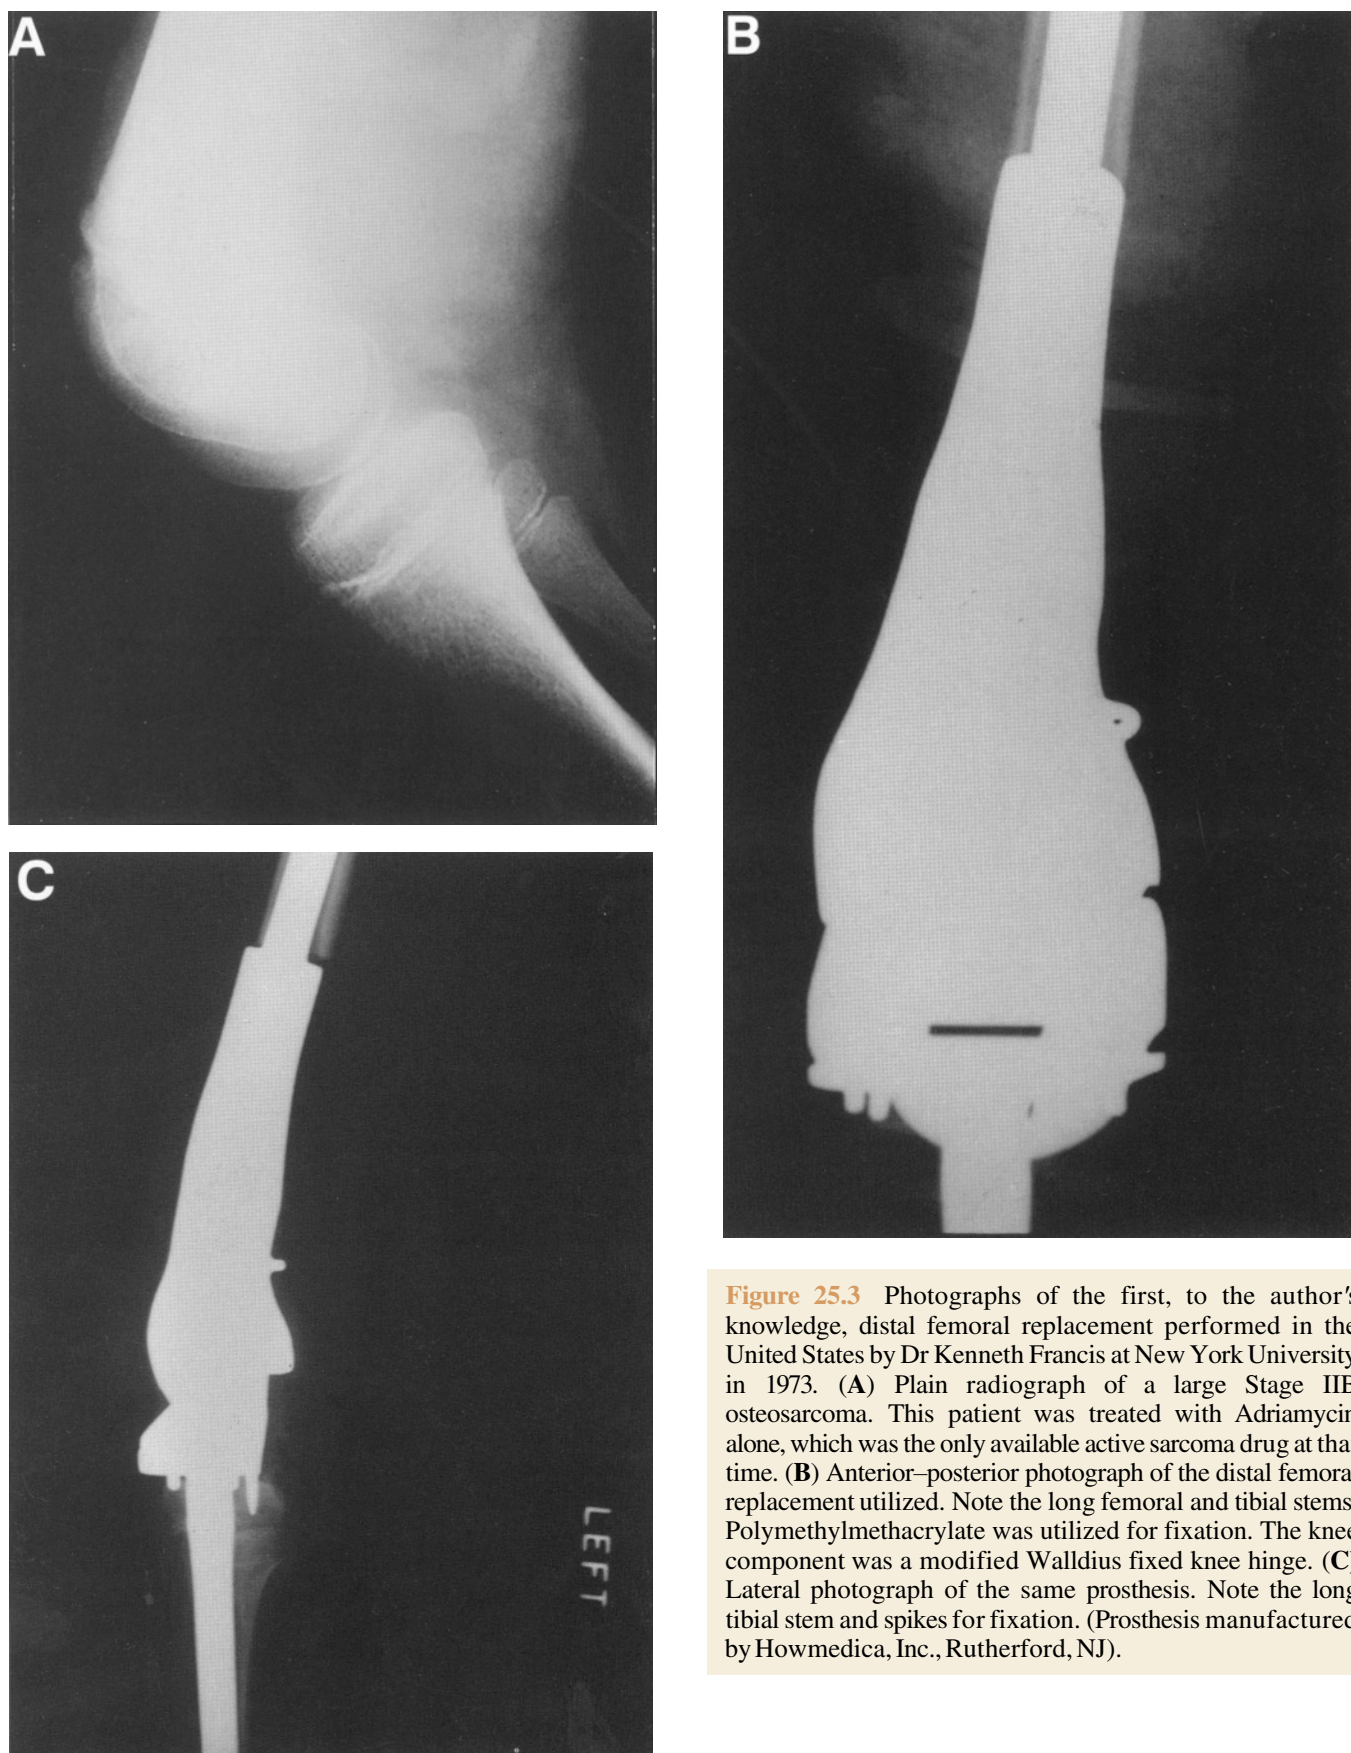 A
B
C
LEFT
Figure 25.3 Photographs of the first, to the author's
knowledge, distal femoral replacement performed in the
United States by Dr Kenneth Francis at New York University
in 1973. (A) Plain radiograph of a large Stage IIB
osteosarcoma. This patient was treated with Adriamycin
alone, which was the only available active sarcoma drug at tha
time. (B) Anterior–posterior photograph of the distal femora
replacement utilized. Note the long femoral and tibial stems
Polymethylmethacrylate was utilized for fixation. The knee
component was a modified Walldius fixed knee hinge. (C)
Lateral photograph of the same prosthesis. Note the long
tibial stem and spikes for fixation. (Prosthesis manufactured
by Howmedica, Inc., Rutherford, NJ).